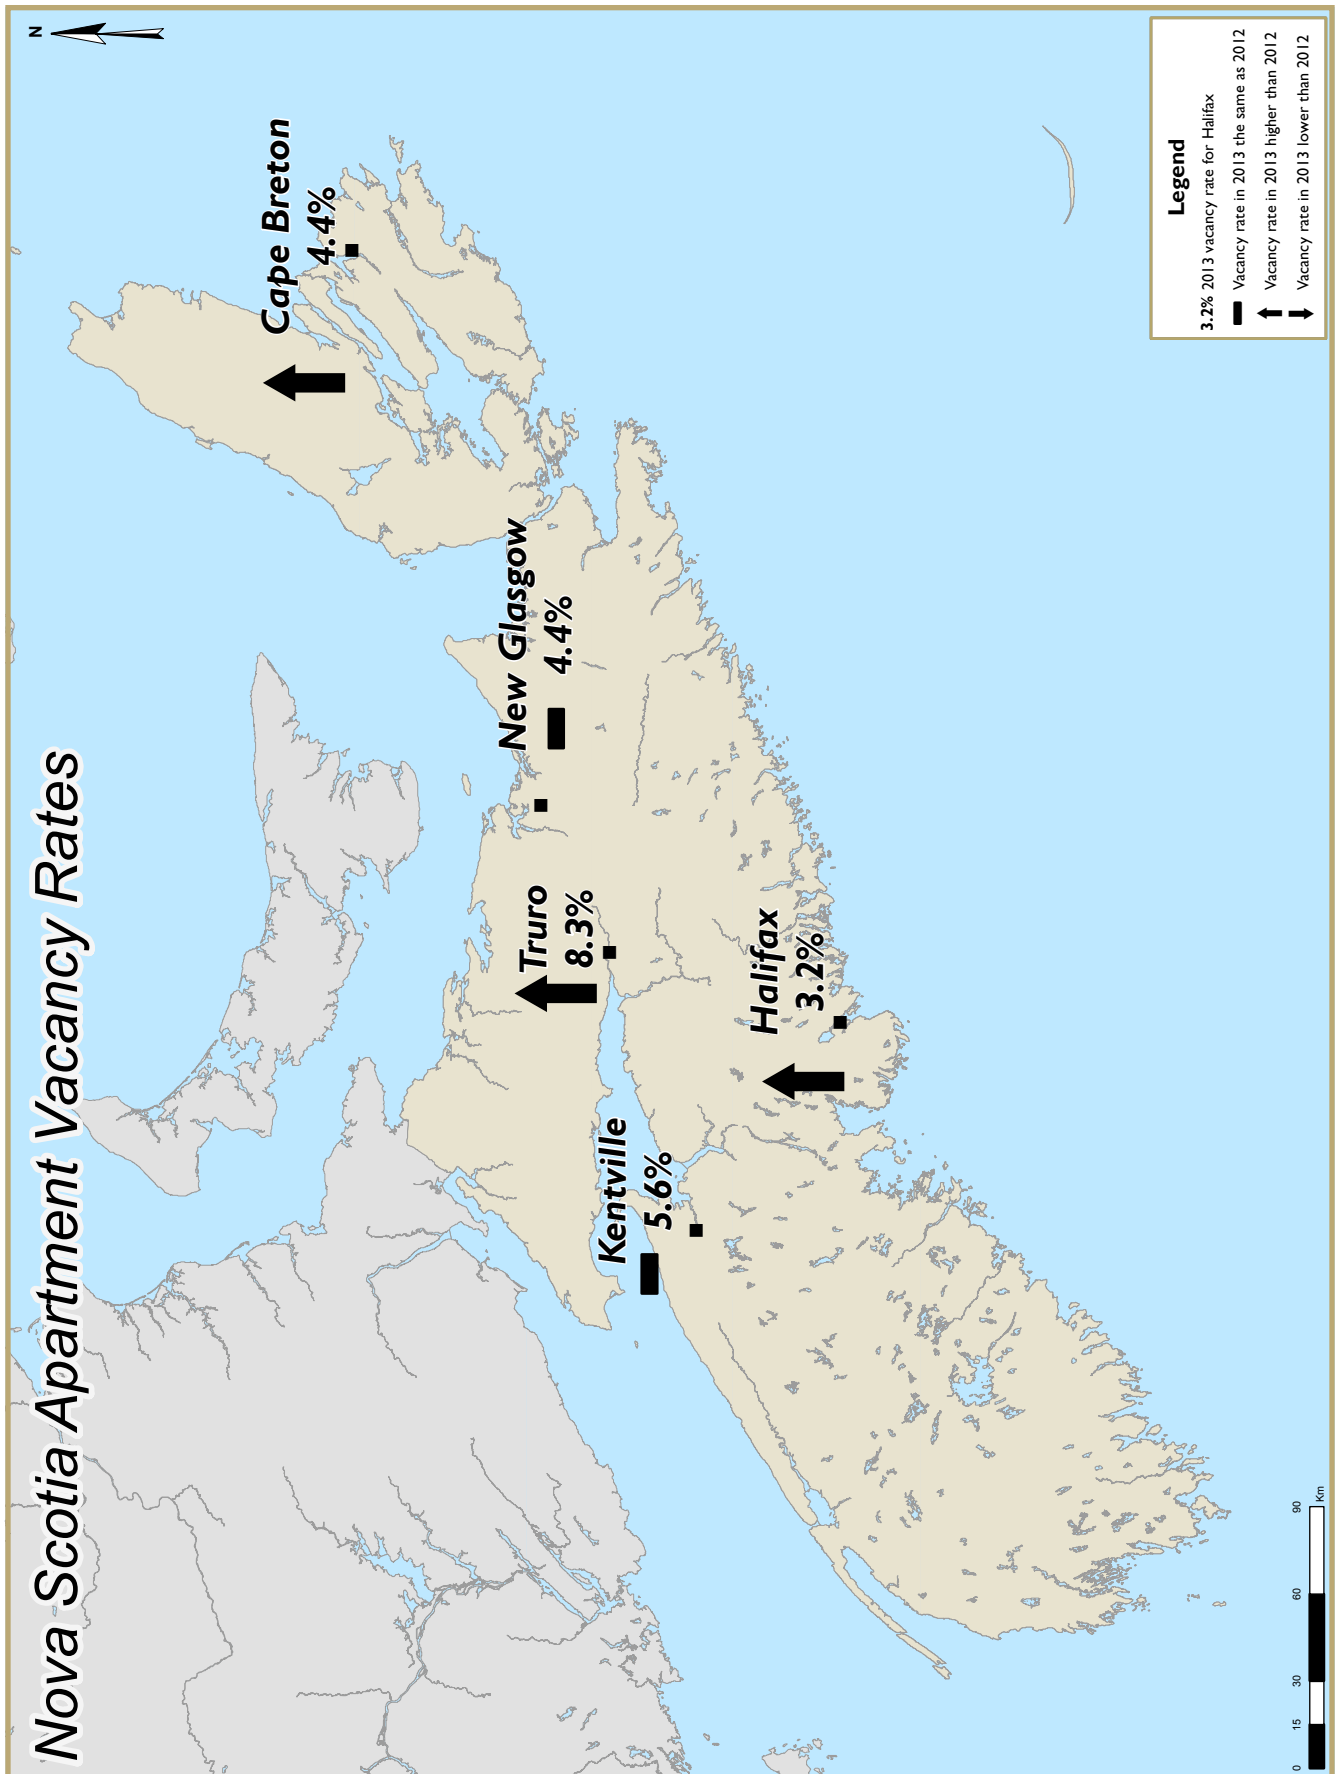 Nova Scotia Apartment Vacancy Rates
N
Cape Breton
4.4%
New Glasgow
4.4%
Truro
8.3%
Halifax
3.2%
Kentville
5.6%
Legend
3.2% 2013 vacancy rate for Halifax
Vacancy rate in 2013 the same as 2012
Vacancy rate in 2013 higher than 2012
Vacancy rate in 2013 lower than 2012
0 15 30 60 90
Km